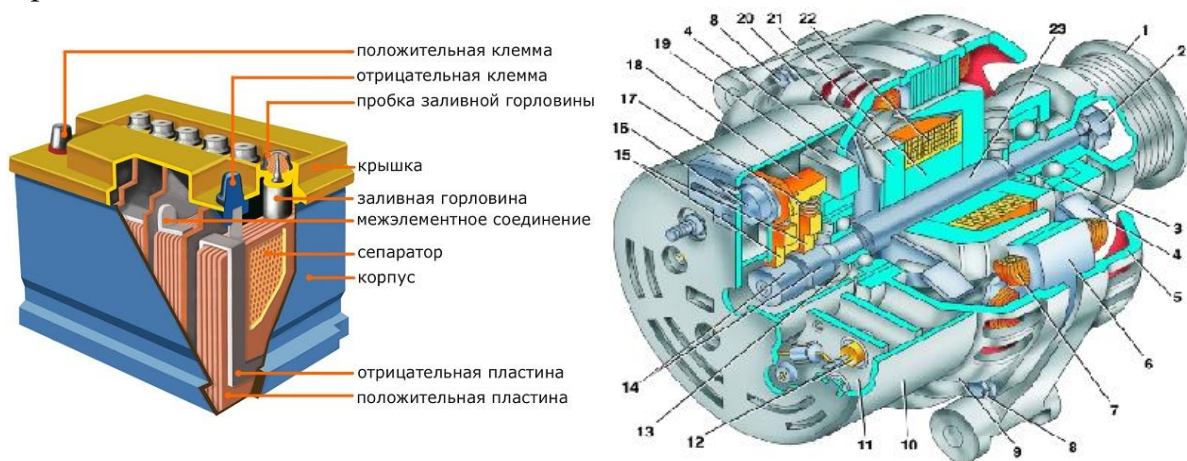 положительная клемма
отрицательная клемма
пробка заливной горловины
крышка
заливная горловина
межэлементное соединение
сепаратор
корпус
отрицательная пластина
положительная пластина
8 20 21 22 23 1
4
2
19
18
17
16
15
3
4
5
6
7
8
9
10
11
12
13
14